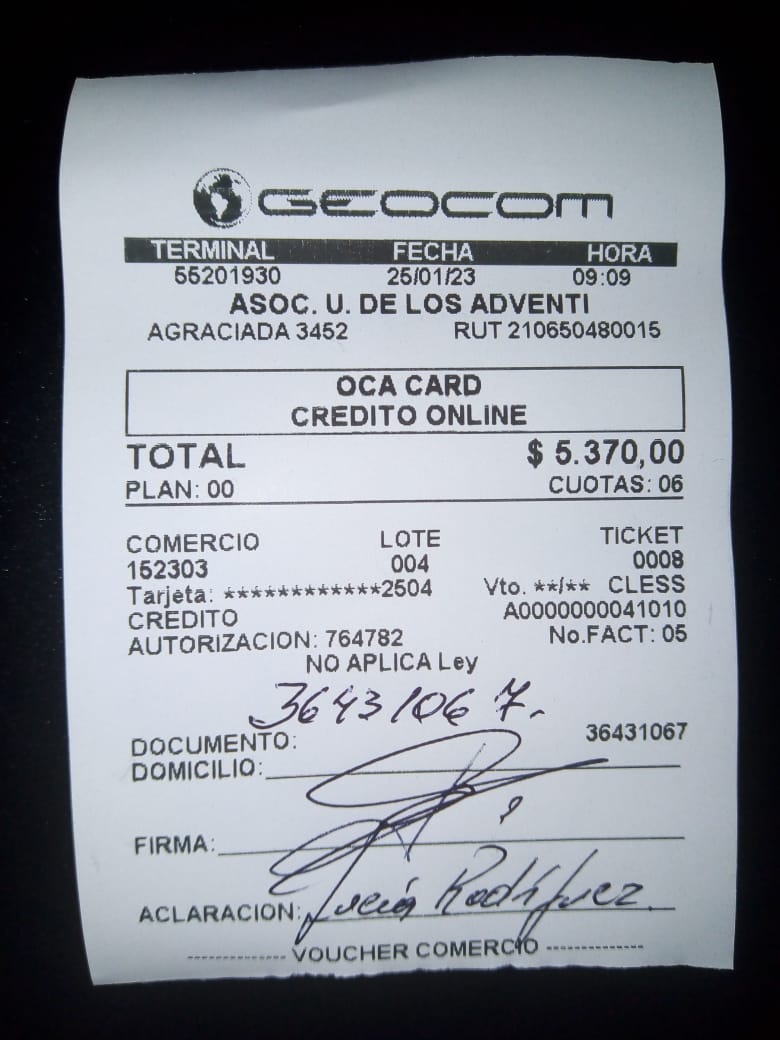 GEOCOM
TERMINAL FECHA HORA
55201930 25/01/23 09:09
ASOC. U. DE LOS ADVENTI
AGRACIADA 3452 RUT 210650480015
OCA CARD
CREDITO ONLINE
TOTAL $ 5.370,00
PLAN: 00 CUOTAS: 06
COMERCIO LOTE TICKET
152303 004 0008
Tarjeta: ************2504 Vto. **/** CLESS
CREDITO A0000000041010
AUTORIZACION: 764782 No.FACT: 05
NO APLICA Ley
36431067.
DOCUMENTO: 36431067
DOMICILIO:
FIRMA:
ACLARACION: Lucía Rodríguez
------------- VOUCHER COMERCIO -------------